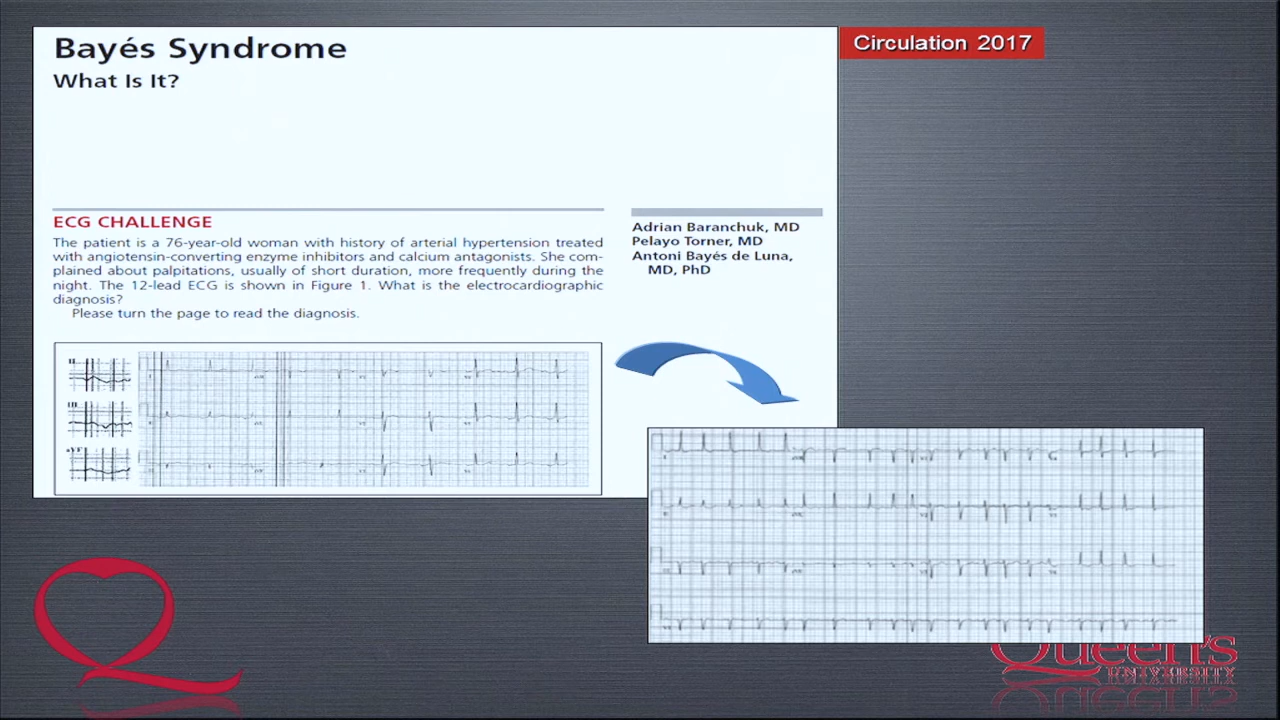 Bayés Syndrome
What Is It?
Circulation 2017
ECG CHALLENGE
The patient is a 76-year-old woman with history of arterial hypertension treated
with angiotensin-converting enzyme inhibitors and calcium antagonists. She com-
plained about palpitations, usually of short duration, more frequently during the
night. The 12-lead ECG is shown in Figure 1. What is the electrocardiographic
diagnosis?
Please turn the page to read the diagnosis.
Adrian Baranchuk, MD
Pelayo Torner, MD
Antoni Bayés de Luna,
MD, PhD
II
III
aVF
Queen's
UNIVERSITY